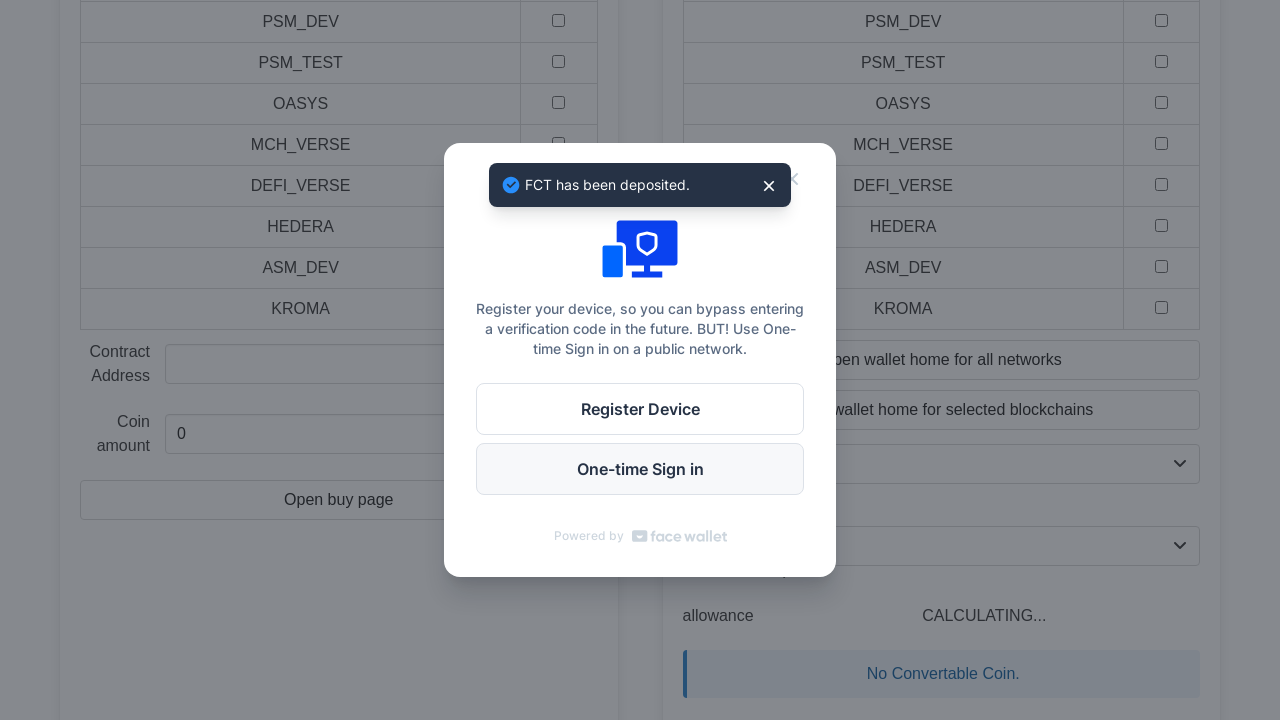 PSM_DEV
PSM_TEST
OASYS
MCH_VERSE
DEFI_VERSE
HEDERA
ASM_DEV
KROMA
Contract
Address
Coin
amount
0
Open buy page
PSM_DEV
PSM_TEST
OASYS
MCH_VERSE
DEFI_VERSE
HEDERA
ASM_DEV
KROMA
pen wallet home for all networks
wallet home for selected blockchains
allowance CALCULATING...
No Convertable Coin.
FCT has been deposited.
Register your device, so you can bypass entering
a verification code in the future. BUT! Use One-
time Sign in on a public network.
Register Device
One-time Sign in
Powered by face wallet